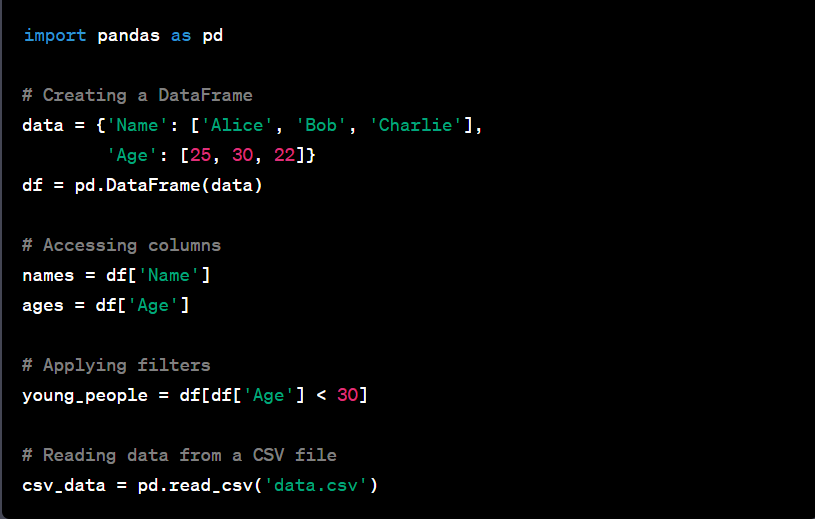 import pandas as pd
# Creating a DataFrame
data = {'Name': ['Alice', 'Bob', 'Charlie'],
        'Age': [25, 30, 22]}
df = pd.DataFrame(data)
# Accessing columns
names = df['Name']
ages = df['Age']
# Applying filters
young_people = df[df['Age'] < 30]
# Reading data from a CSV file
csv_data = pd.read_csv('data.csv')